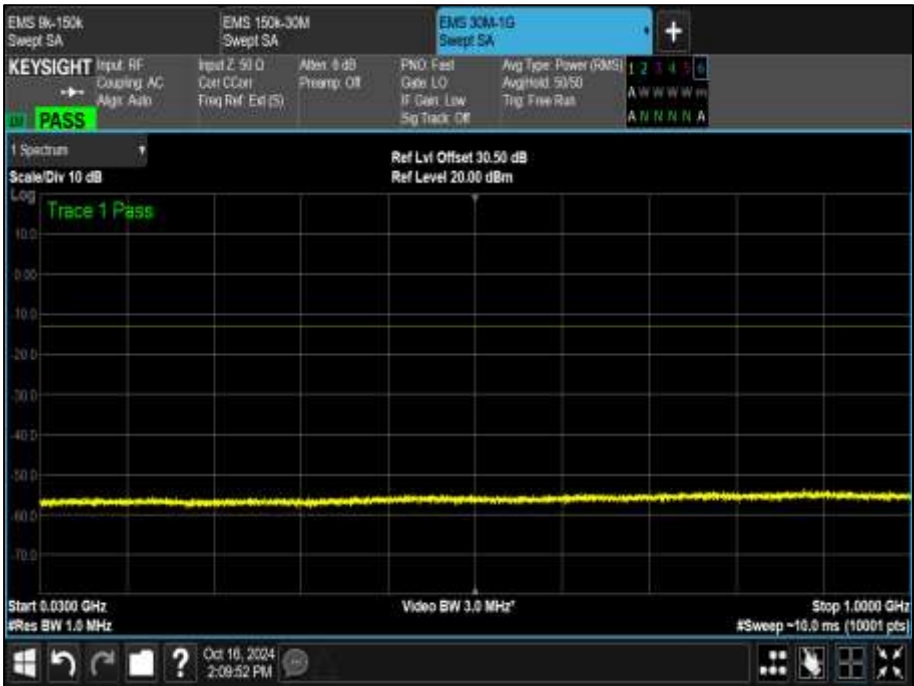 EMS 9k-150k
Swept SA
EMS 150k-30M
Swept SA
EMS 30M-1G
Swept SA
KEYSIGHT
Input: RF
Coupling: AC
Align: Auto
Input Z: 50 Ω
Corr CCorr
Freq Ref: Ext (S)
Atten: 6 dB
Preamp: Off
PNO: Fast
Gate: LO
IF Gain: Low
Sig Track: Off
Avg Type: Power (RMS)
Avg|Hold: 50/50
Trig: Free Run
1 2 3 4 5 6
A W W W W
A N N N N A
PASS
1 Spectrum
Scale/Div 10 dB
Ref Lvl Offset 30.50 dB
Ref Level 20.00 dBm
Log
Trace 1 Pass
10.0
0.00
-10.0
-20.0
-30.0
-40.0
-50.0
-60.0
-70.0
Start 0.0300 GHz
#Res BW 1.0 MHz
Video BW 3.0 MHz*
Stop 1.0000 GHz
#Sweep ~10.0 ms (10001 pts)
?
Oct 16, 2024
2:09:52 PM